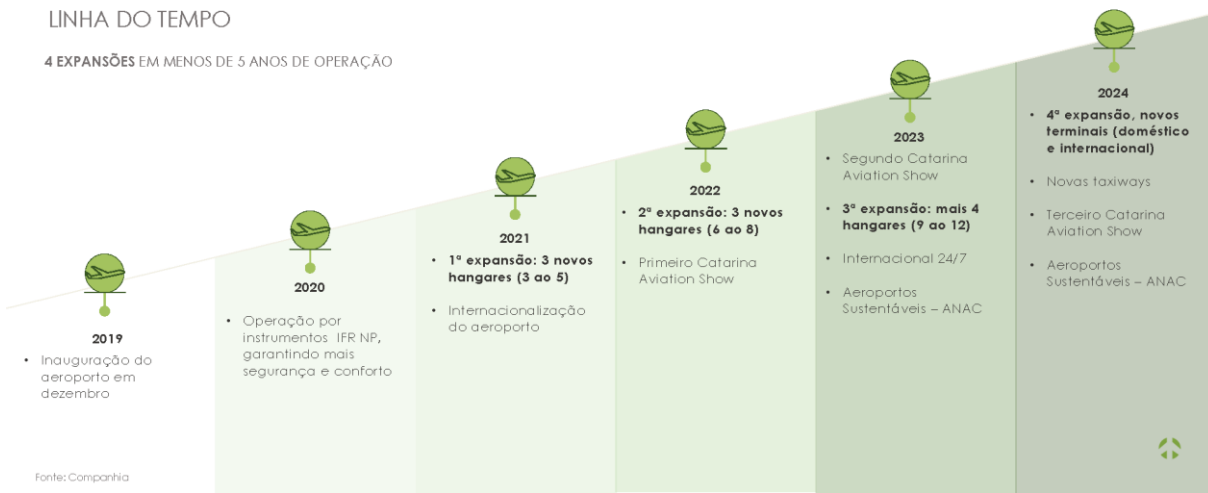 LINHA DO TEMPO
4 EXPANSÕES EM MENOS DE 5 ANOS DE OPERAÇÃO
2019
• Inauguração do
aeroporto em
dezembro
2020
• Operação por
instrumentos IFR NP,
garantindo mais
segurança e conforto
2021
• 1ª expansão: 3 novos
hangares (3 ao 5)
• Internacionalização
do aeroporto
2022
• 2ª expansão: 3 novos
hangares (6 ao 8)
• Primeiro Catarina
Aviation Show
2023
• Segundo Catarina
Aviation Show
• 3ª expansão: mais 4
hangares (9 ao 12)
• Internacional 24/7
• Aeroportos
Sustentáveis – ANAC
2024
• 4ª expansão, novos
terminais (doméstico
e internacional)
• Novas taxiways
• Terceiro Catarina
Aviation Show
• Aeroportos
Sustentáveis – ANAC
Fonte: Companhia